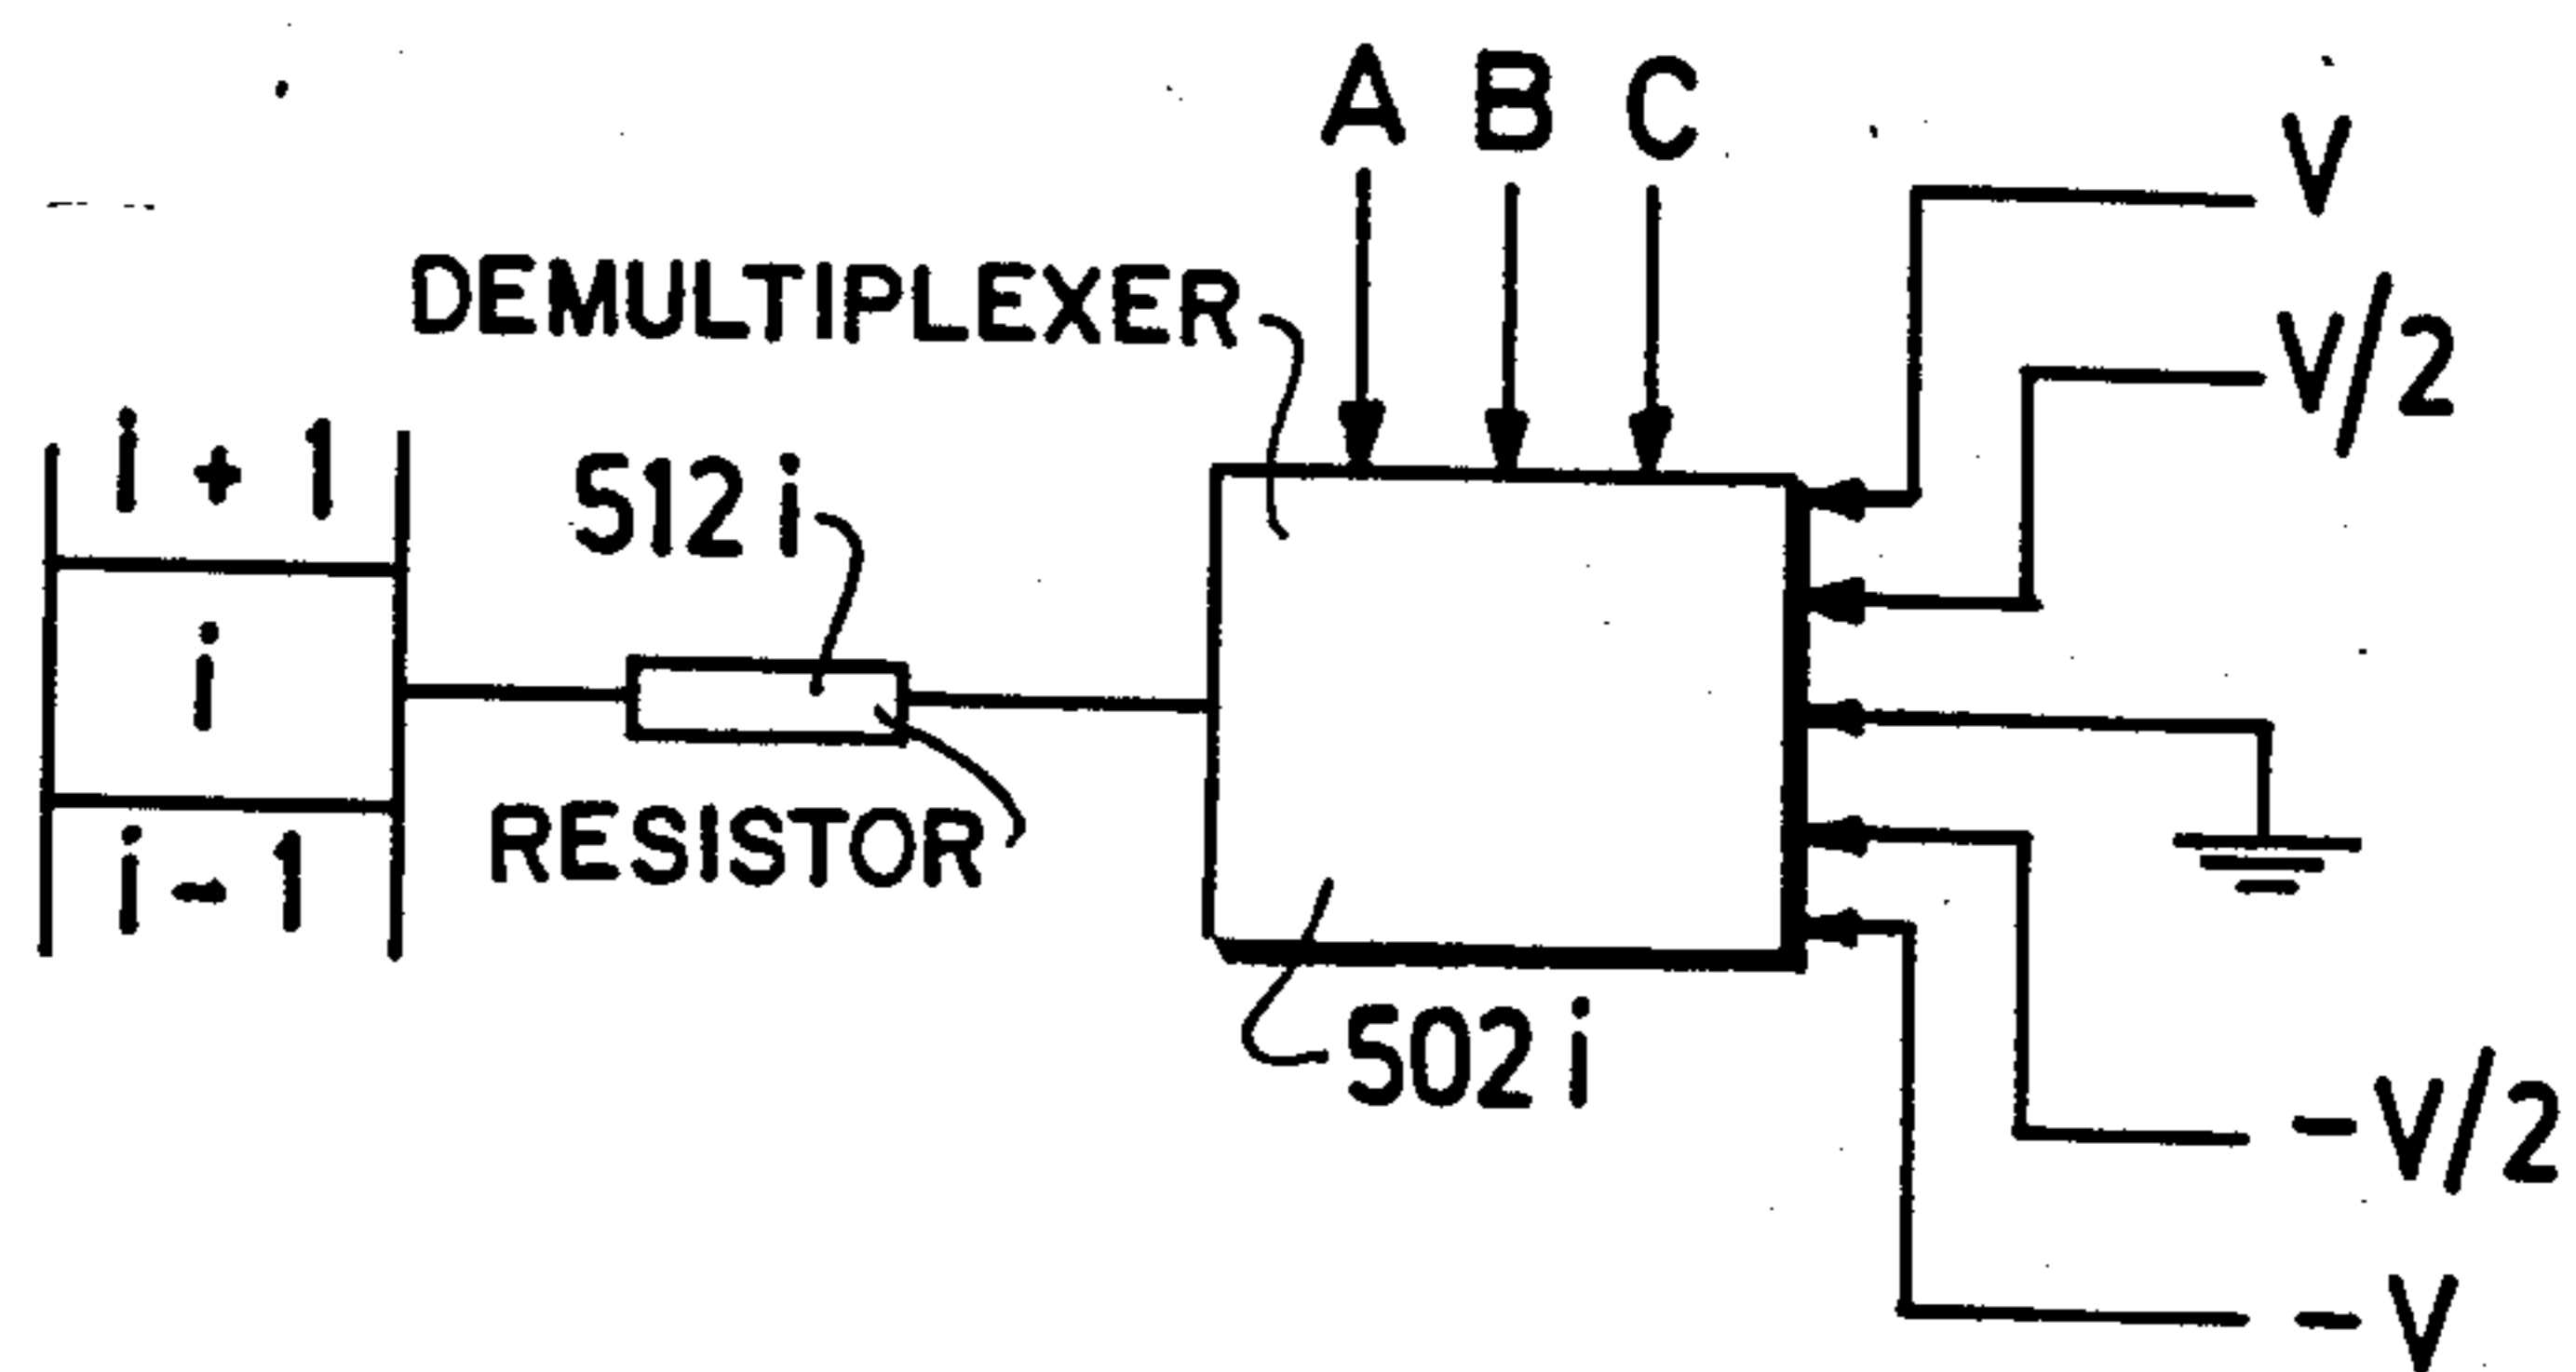 A B C
V
DEMULTIPLEXER
V/2
i + 1
512 i
i
RESISTOR
i - 1
502 i
- V/2
- V